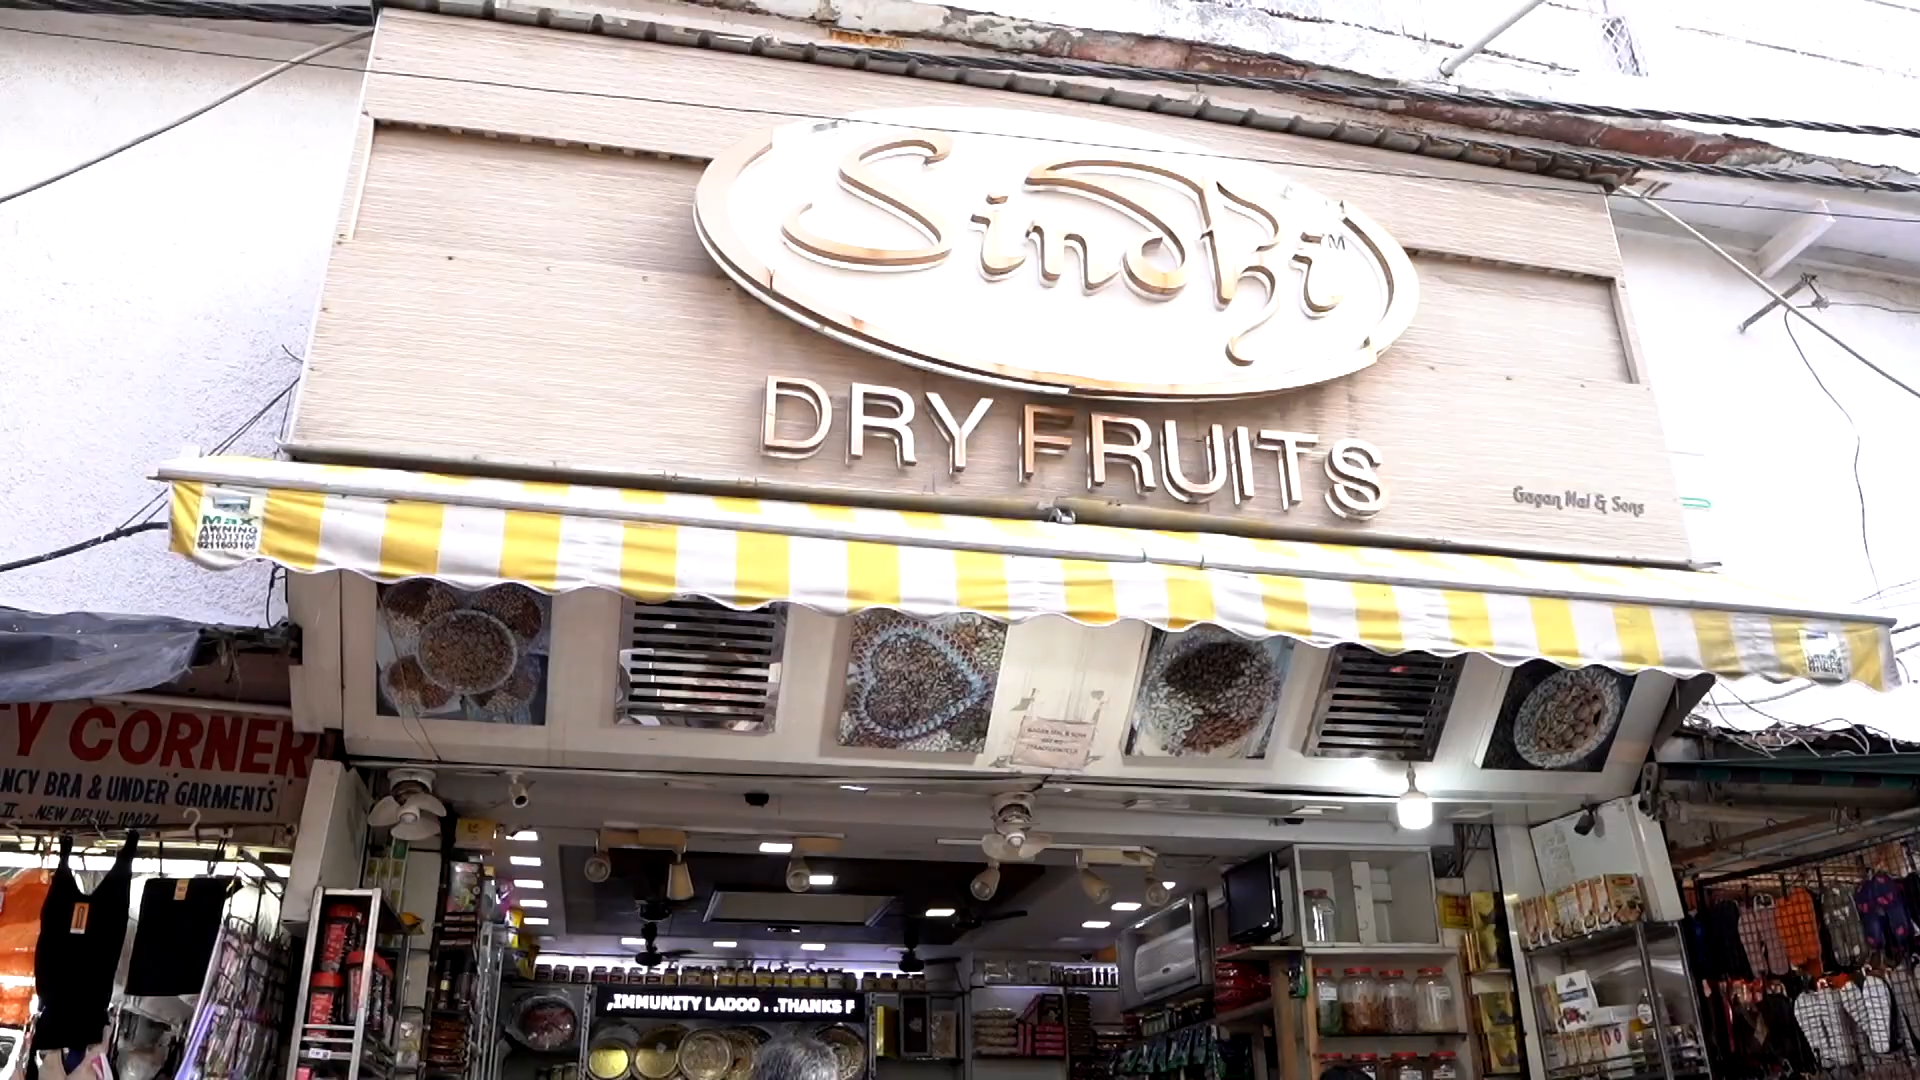 Sindhi
TM
DRY FRUITS
Gagan Mal & Sons
Max
AWNING
Y CORNER
NCY BRA & UNDER GARMENTS
II. - NEW DELHI-110024
,IMMUNITY LADOO . .THANKS F